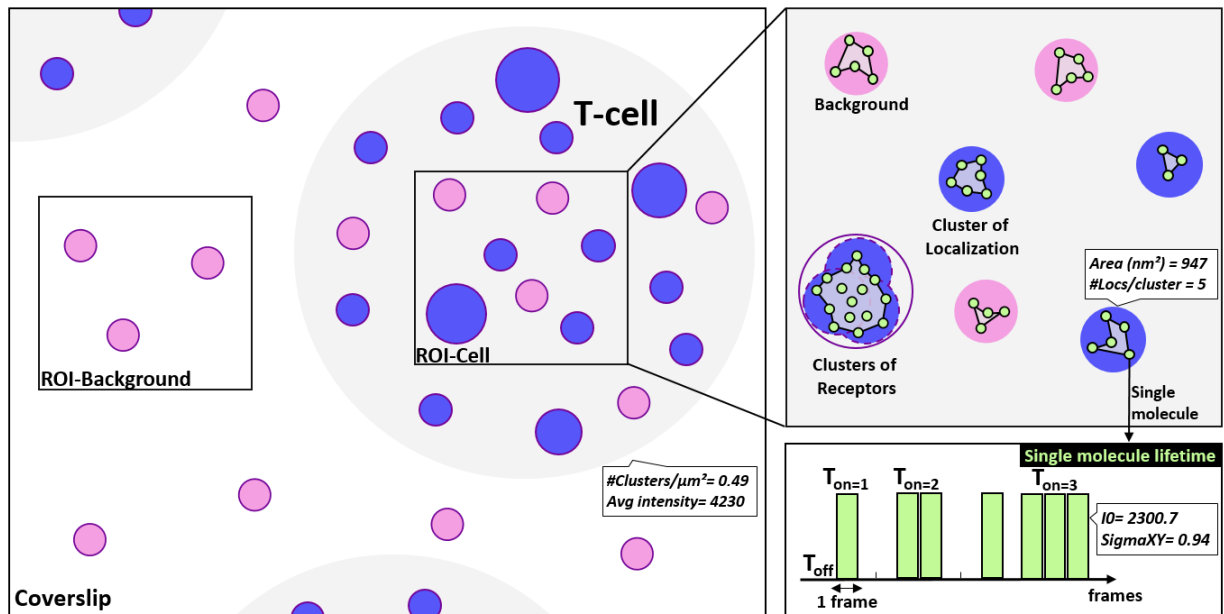 T-cell
ROI-Cell
ROI-Background
#Clusters/µm²= 0.49
Avg intensity= 4230
Coverslip
Background
Cluster of
Localization
Area (nm²) = 947
#Locs/cluster = 5
Clusters of
Receptors
Single
molecule
Single molecule lifetime
Ton=1
Ton=2
Ton=3
I0= 2300.7
SigmaXY= 0.94
Toff
1 frame
frames